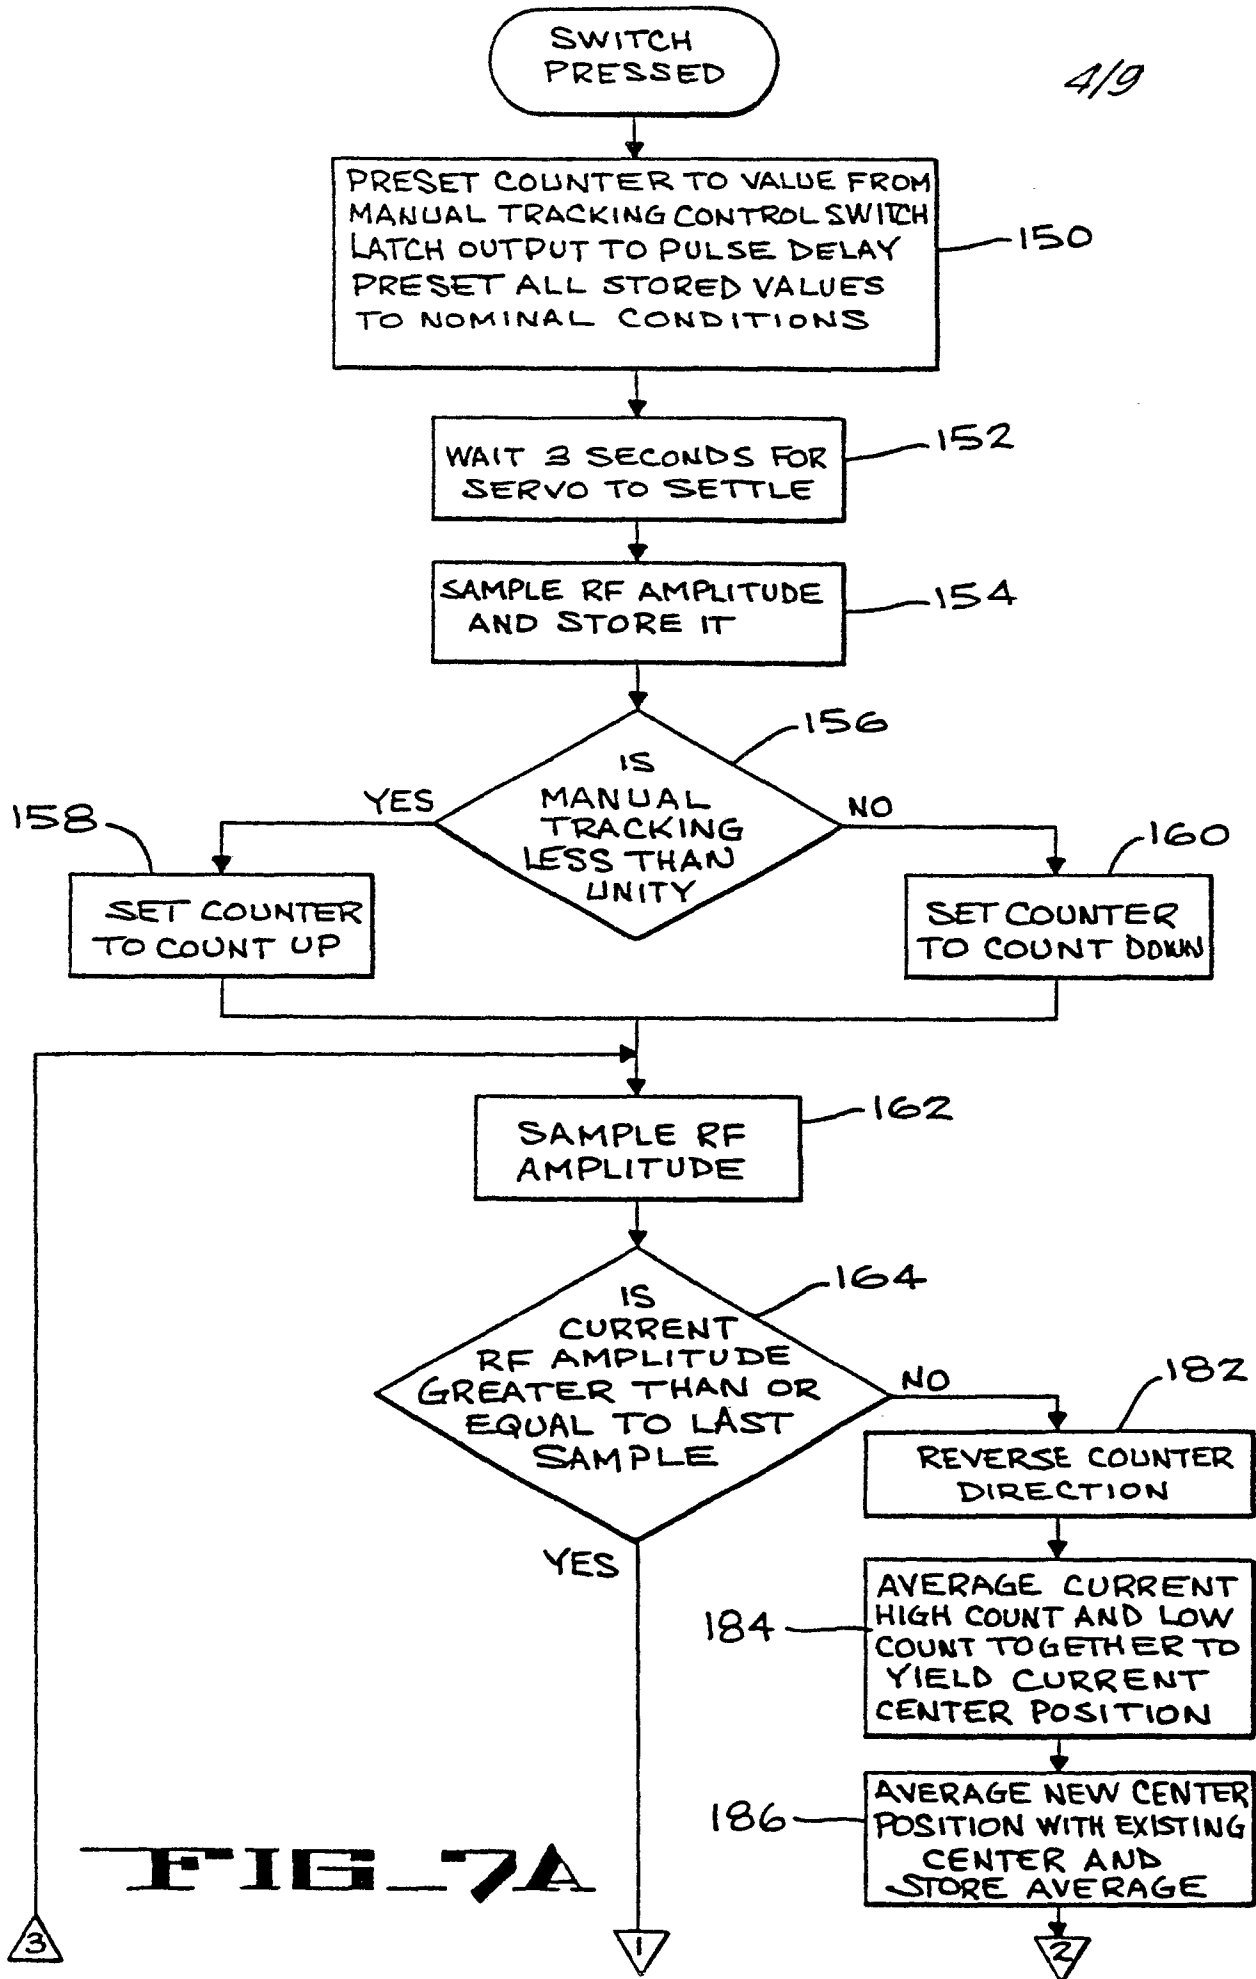 SWITCH
PRESSED
4/9
PRESET COUNTER TO VALUE FROM
MANUAL TRACKING CONTROL SWITCH
LATCH OUTPUT TO PULSE DELAY
PRESET ALL STORED VALUES
TO NOMINAL CONDITIONS
150
WAIT 3 SECONDS FOR
SERVO TO SETTLE
152
SAMPLE RF AMPLITUDE
AND STORE IT
154
156
IS
MANUAL
TRACKING
LESS THAN
UNITY
YES
NO
158
SET COUNTER
TO COUNT UP
160
SET COUNTER
TO COUNT DOWN
162
SAMPLE RF
AMPLITUDE
164
IS
CURRENT
RF AMPLITUDE
GREATER THAN OR
EQUAL TO LAST
SAMPLE
NO
YES
182
REVERSE COUNTER
DIRECTION
184
AVERAGE CURRENT
HIGH COUNT AND LOW
COUNT TOGETHER TO
YIELD CURRENT
CENTER POSITION
186
AVERAGE NEW CENTER
POSITION WITH EXISTING
CENTER AND
STORE AVERAGE
FIG_7A
3
1
2